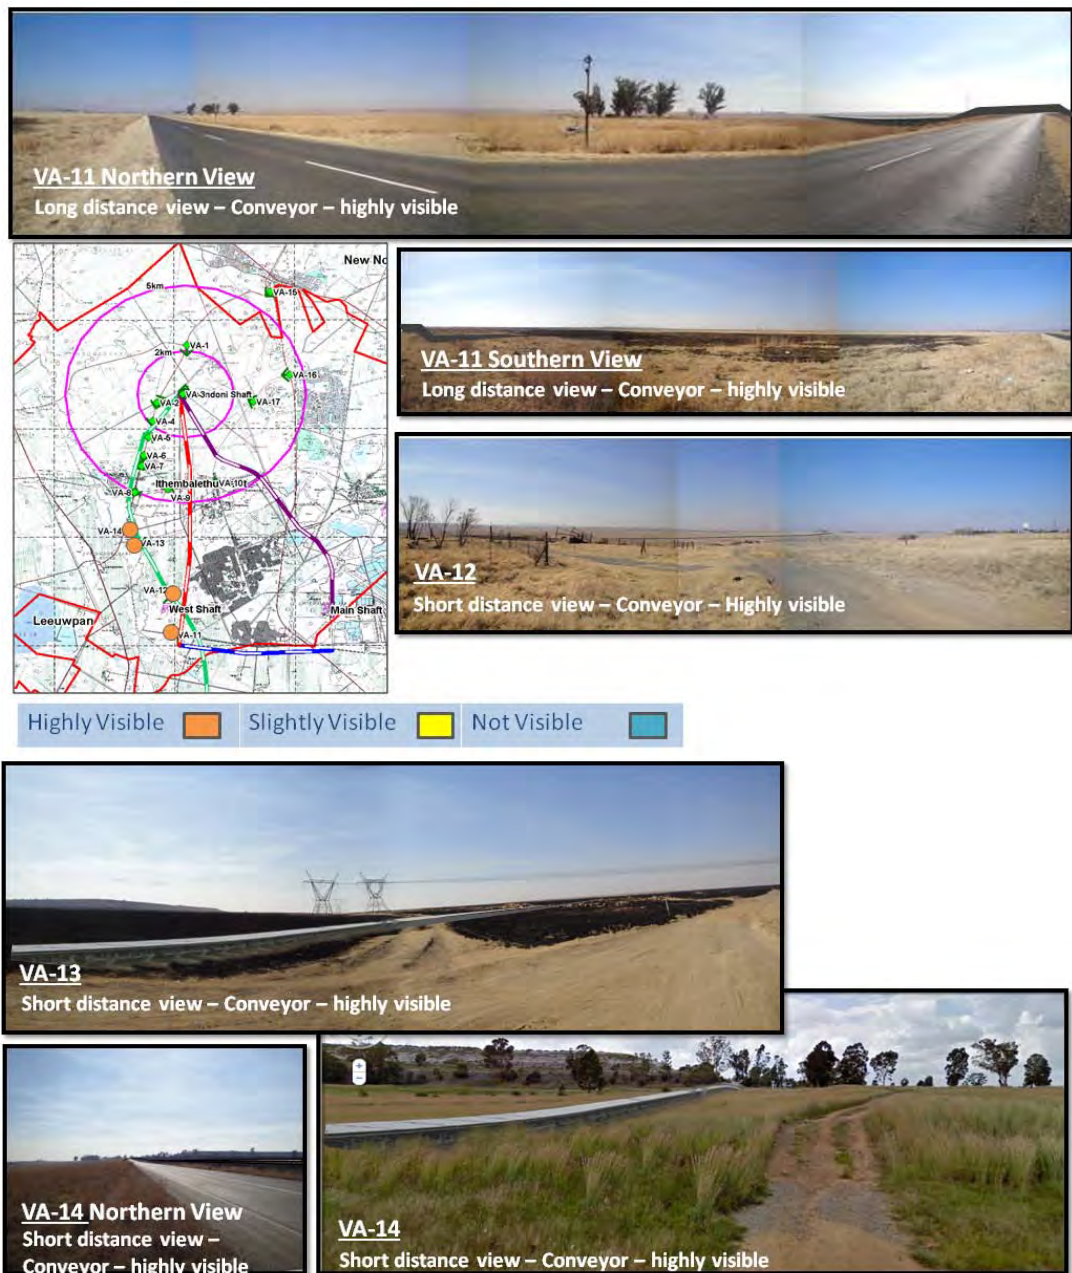 VA-11 Northern View
Long distance view – Conveyor – highly visible
New No
5km
VA-15
VA-1
2km
VA-16
VA-3ndoni Shaft
VA-2
VA-17
VA-4
VA-5
VA-6
VA-7
IthembalethuVA-10t
VA-8
VA-9
VA-14
VA-13
VA-12
West Shaft
Main Shaft
Leeuwpan
VA-11
VA-11 Southern View
Long distance view – Conveyor – highly visible
VA-12
Short distance view – Conveyor – Highly visible
Highly Visible
Slightly Visible
Not Visible
VA-13
Short distance view – Conveyor – highly visible
VA-14 Northern View
Short distance view –
Conveyor – highly visible
VA-14
Short distance view – Conveyor – highly visible